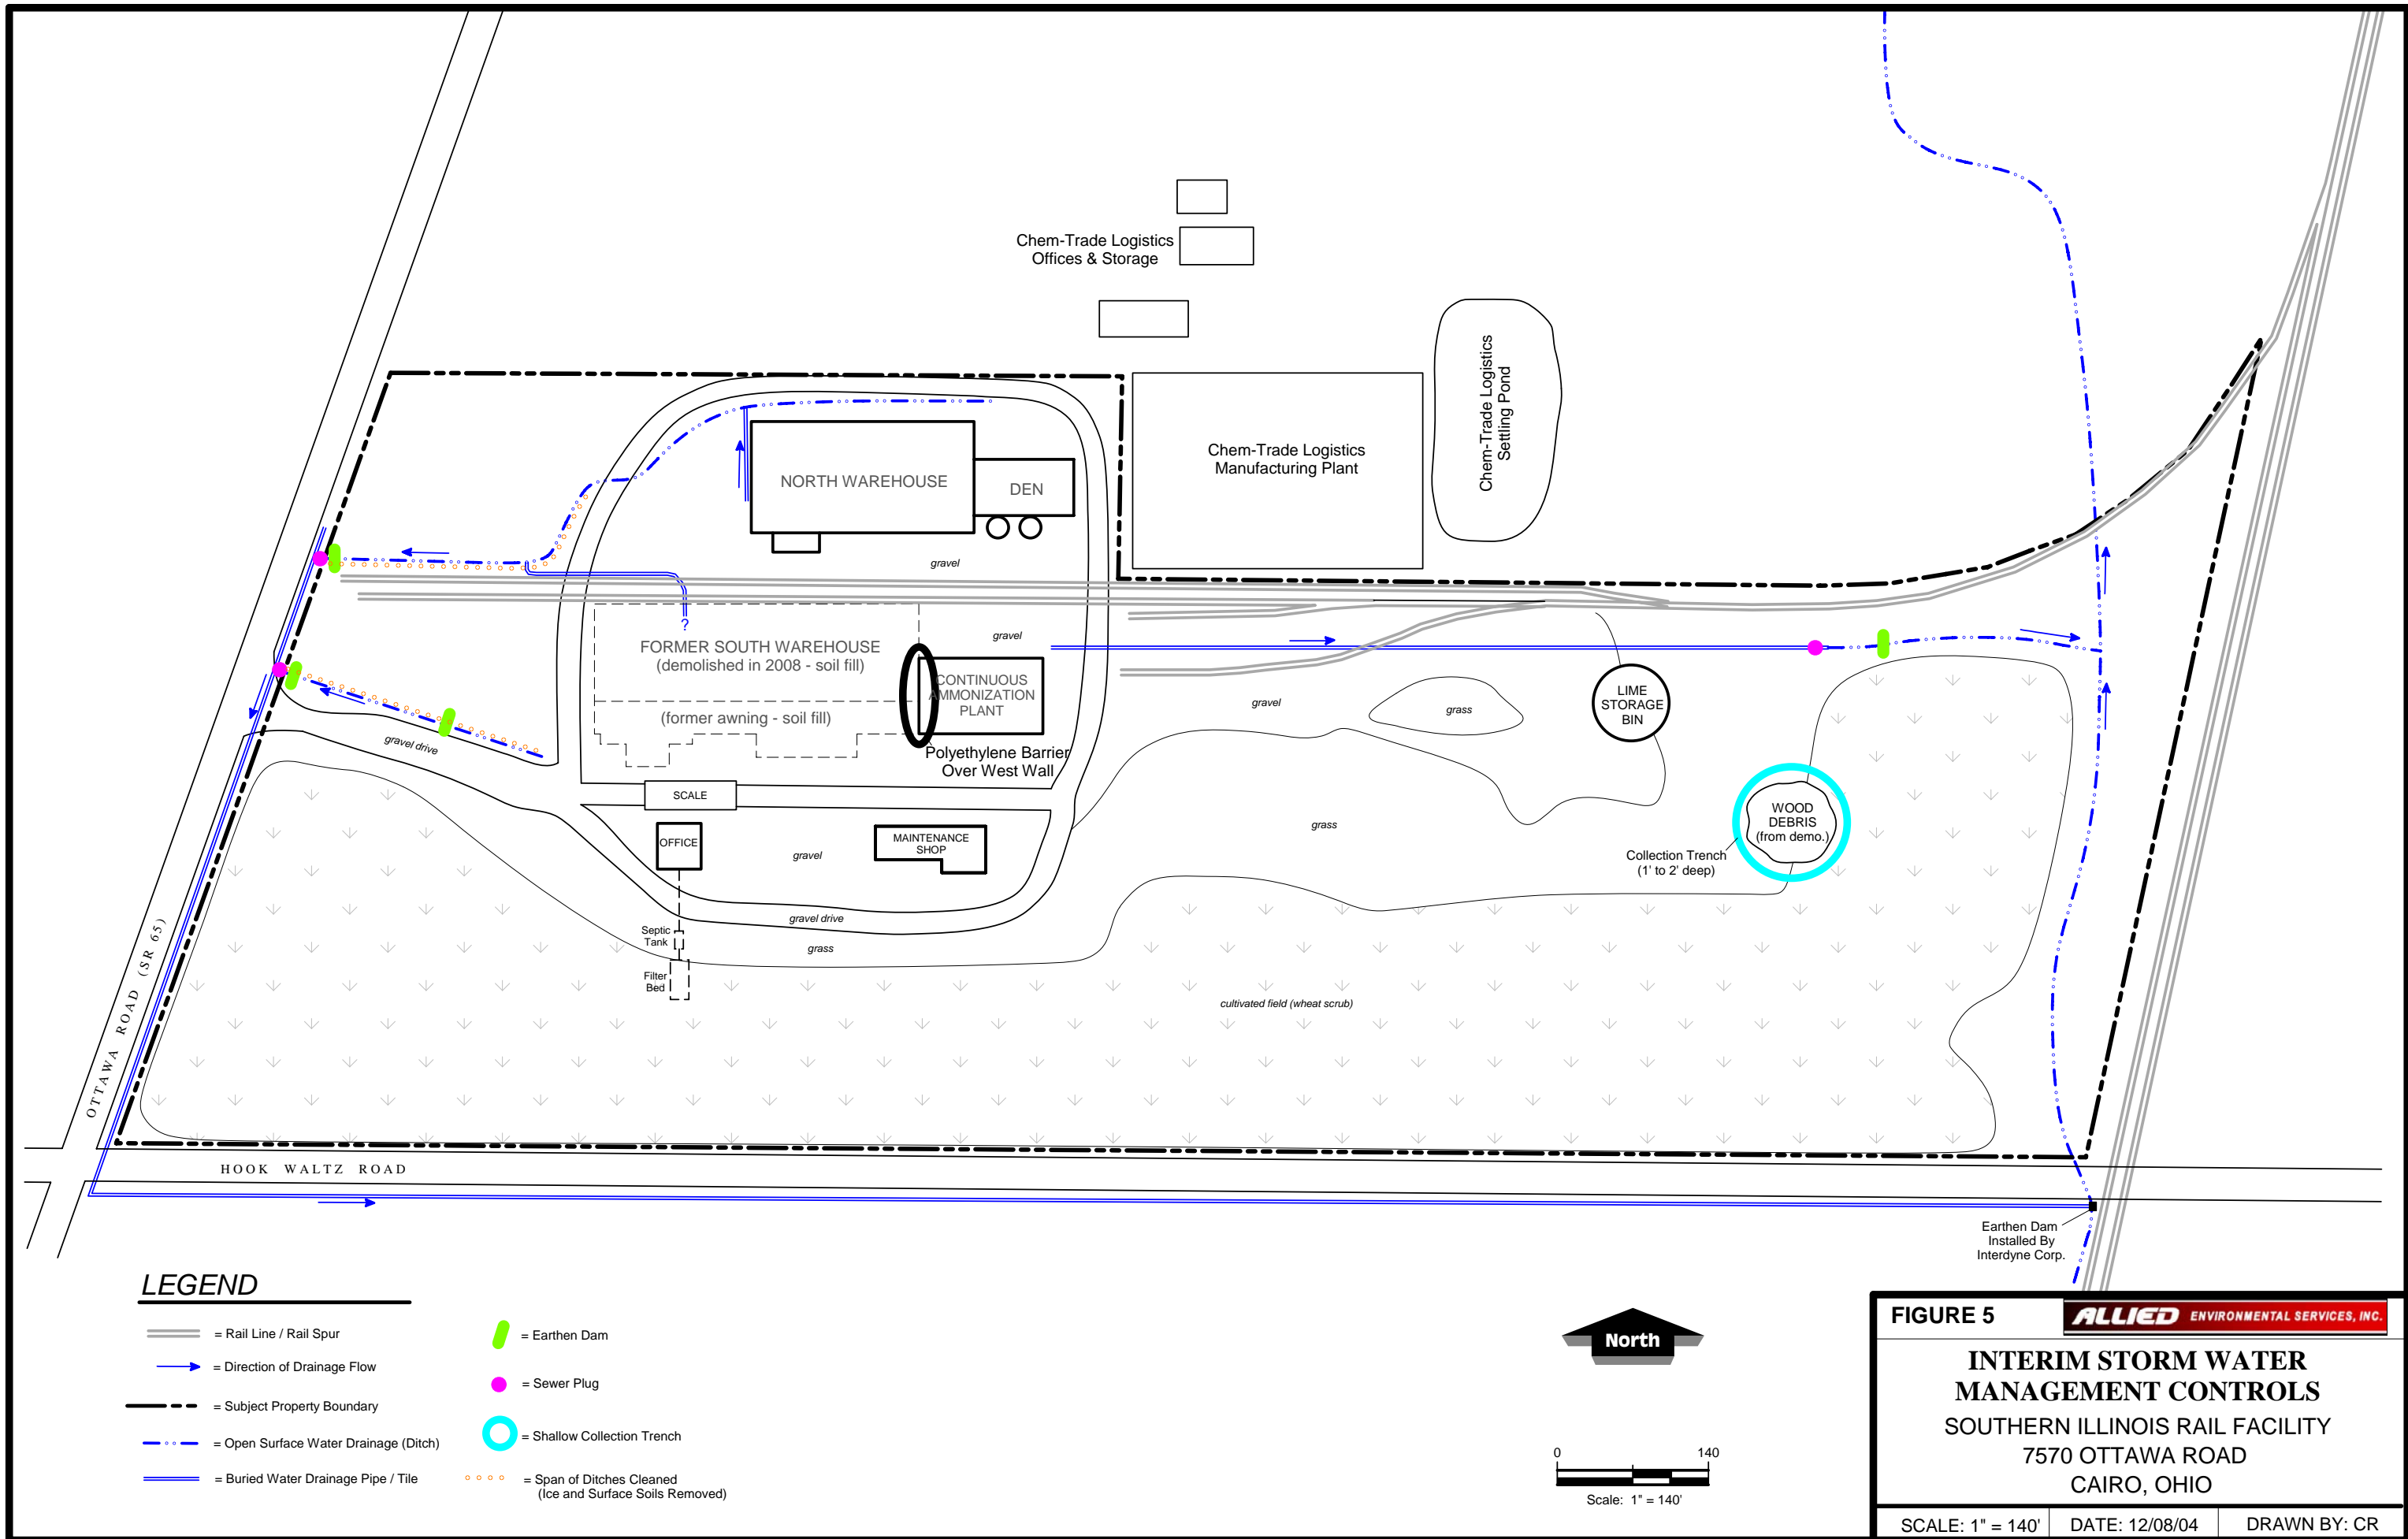 Chem-Trade Logistics
Offices & Storage
Chem-Trade Logistics
Settling Pond
Chem-Trade Logistics
Manufacturing Plant
NORTH WAREHOUSE
DEN
gravel
?
FORMER SOUTH WAREHOUSE
(demolished in 2008 - soil fill)
(former awning - soil fill)
gravel
CONTINUOUS
AMMONIZATION
PLANT
Polyethylene Barrier
Over West Wall
gravel
grass
LIME
STORAGE
BIN
gravel drive
SCALE
OFFICE
gravel
MAINTENANCE
SHOP
grass
WOOD
DEBRIS
(from demo.)
Collection Trench
(1' to 2' deep)
gravel drive
grass
Septic
Tank
Filter
Bed
cultivated field (wheat scrub)
OTTAWA ROAD (SR 65)
HOOK WALTZ ROAD
Earthen Dam
Installed By
Interdyne Corp.
LEGEND
= Rail Line / Rail Spur
= Direction of Drainage Flow
= Subject Property Boundary
= Open Surface Water Drainage (Ditch)
= Buried Water Drainage Pipe / Tile
= Earthen Dam
= Sewer Plug
= Shallow Collection Trench
= Span of Ditches Cleaned
(Ice and Surface Soils Removed)
North
0 140
Scale: 1" = 140'
FIGURE 5
ALLIED ENVIRONMENTAL SERVICES, INC.
INTERIM STORM WATER
MANAGEMENT CONTROLS
SOUTHERN ILLINOIS RAIL FACILITY
7570 OTTAWA ROAD
CAIRO, OHIO
SCALE: 1" = 140' DATE: 12/08/04 DRAWN BY: CR